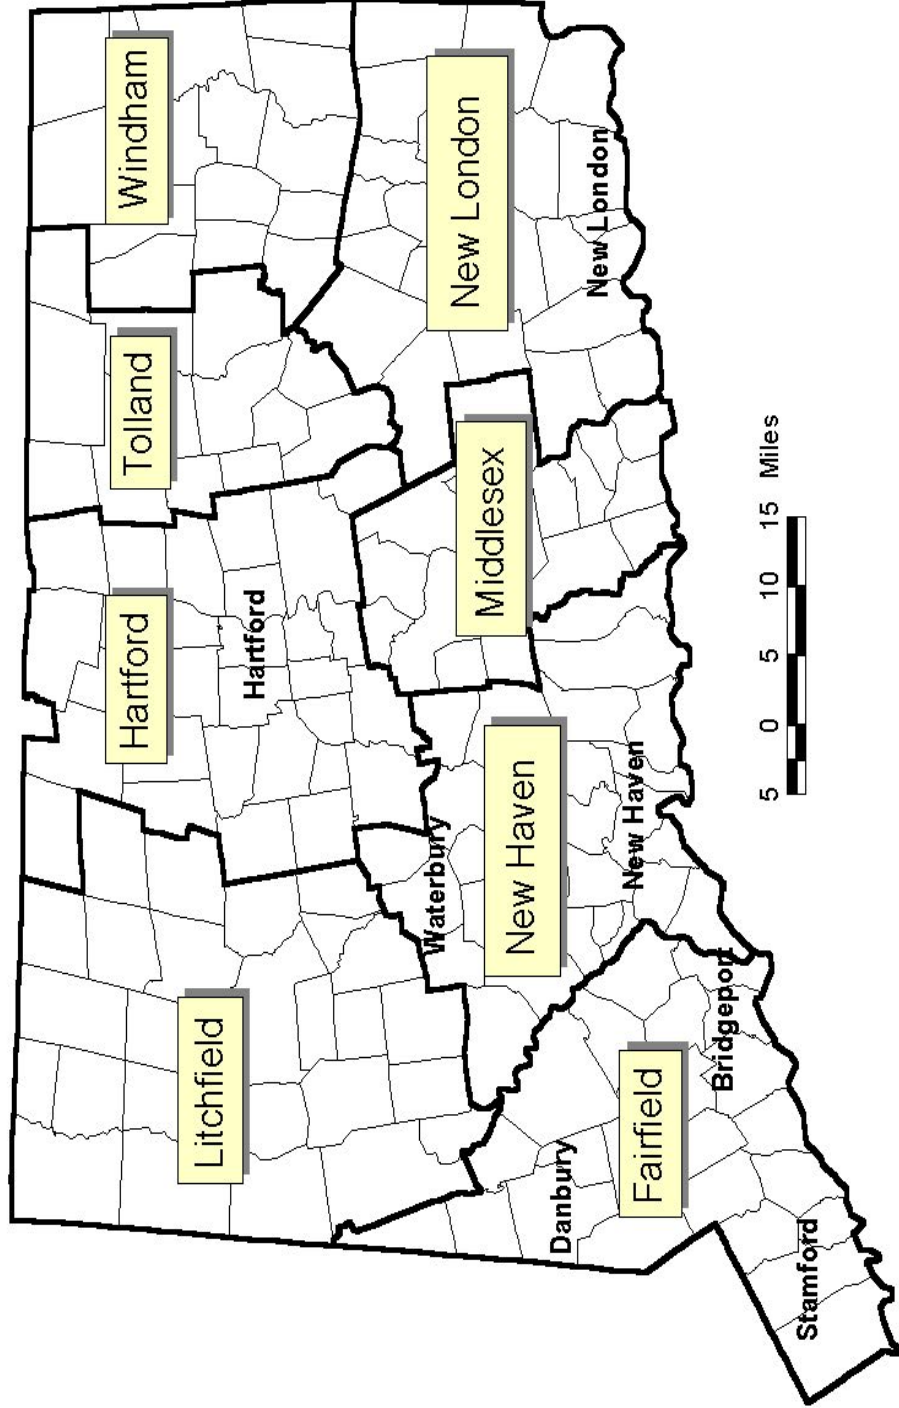 Litchfield
Hartford
Tolland
Windham
Hartford
Waterbury
New Haven
Middlesex
New London
New Haven
New London
Danbury
Fairfield
Bridgeport
Stamford
5 0 5 10 15 Miles